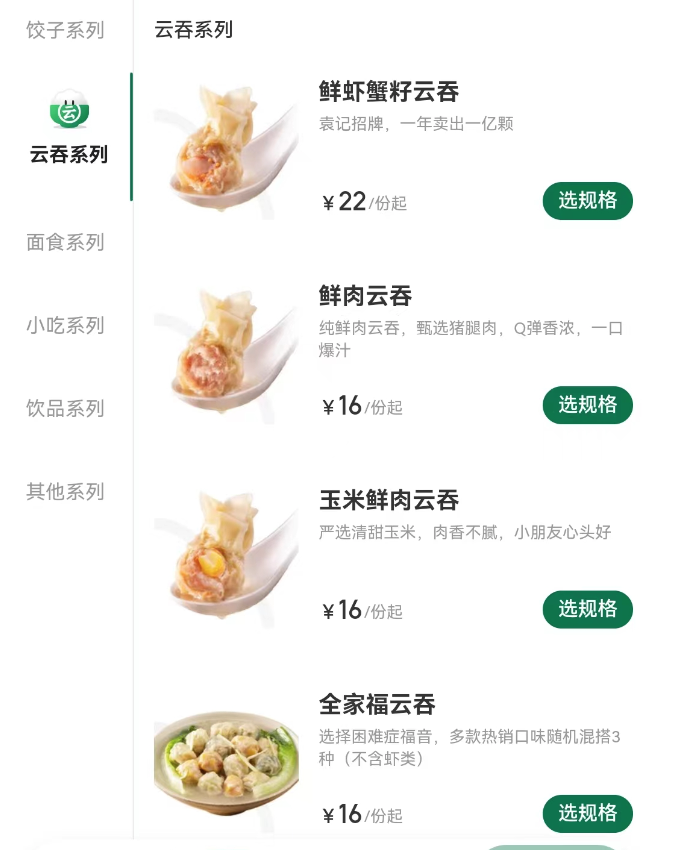 饺子系列
云吞系列
云
云吞系列
面食系列
小吃系列
饮品系列
其他系列
鲜虾蟹籽云吞
袁记招牌，一年卖出一亿颗
￥22/份起
选规格
鲜肉云吞
纯鲜肉云吞，甄选猪腿肉，Q弹香浓，一口
爆汁
￥16/份起
选规格
玉米鲜肉云吞
严选清甜玉米，肉香不腻，小朋友心头好
￥16/份起
选规格
全家福云吞
选择困难症福音，多款热销口味随机混搭3
种（不含虾类）
￥16/份起
选规格